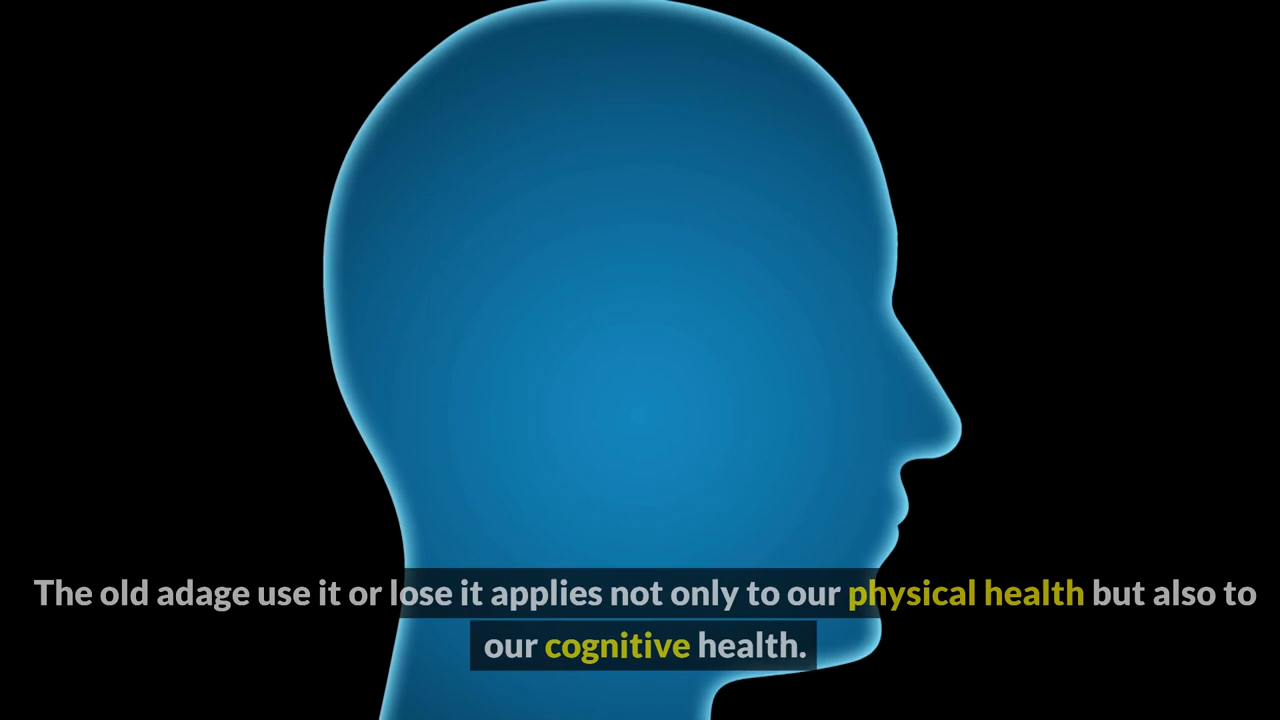 The old adage use it or lose it applies not only to our physical health but also to
our cognitive health.